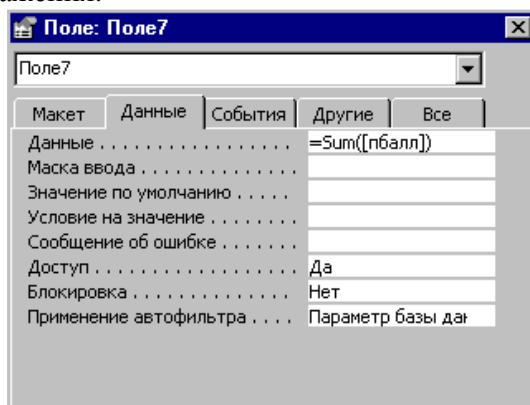 Поле: Поле7
Поле7
Макет Данные События Другие Все
Данные . . . . . . . . . . . . . . . . . . =Sum([пбалл])
Маска ввода . . . . . . . . . . . . . .
Значение по умолчанию . . . . .
Условие на значение . . . . . . . .
Сообщение об ошибке . . . . . . .
Доступ . . . . . . . . . . . . . . . . . . Да
Блокировка . . . . . . . . . . . . . . . Нет
Применение автофильтра . . . . Параметр базы дан